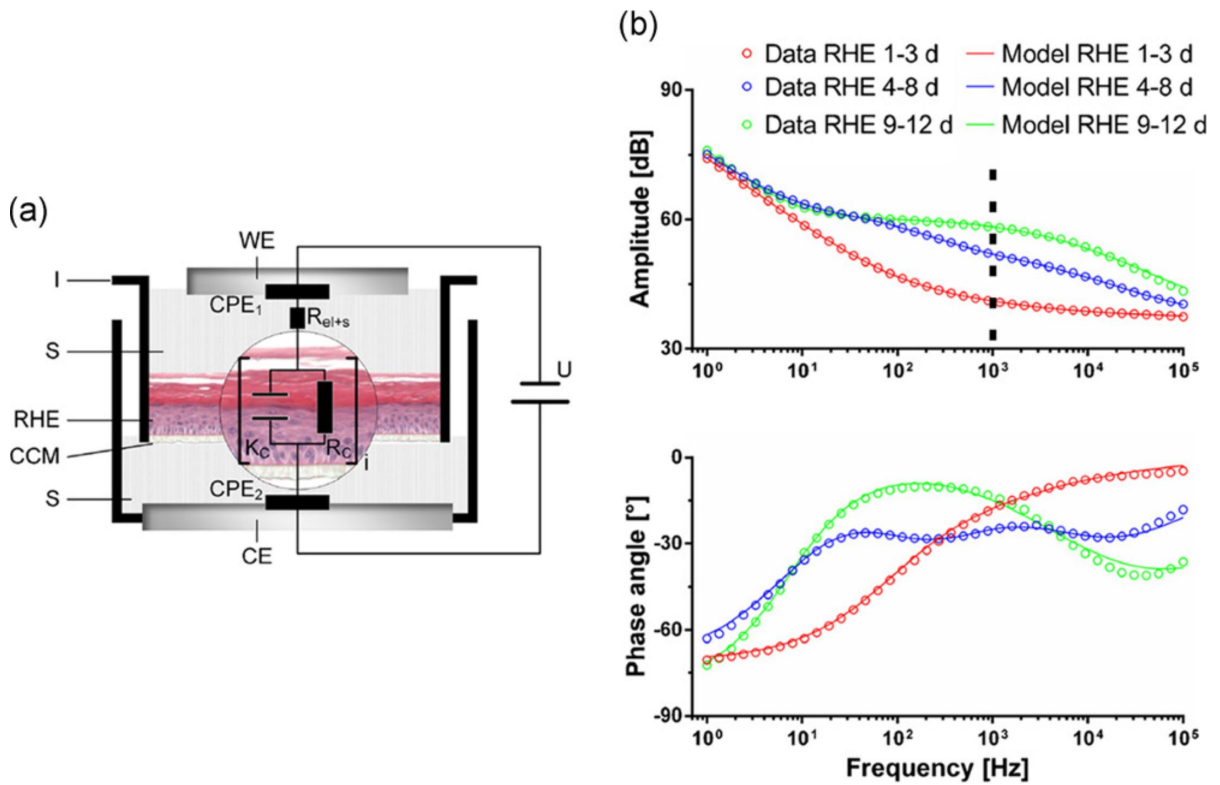 (a)
WE
I
CPE1
Rel+s
S
U
RHE
KC
RC
i
CCM
CPE2
S
CE
(b)
Data RHE 1-3 d
Model RHE 1-3 d
Data RHE 4-8 d
Model RHE 4-8 d
Data RHE 9-12 d
Model RHE 9-12 d
Amplitude [dB]
90
60
30
10^0
10^1
10^2
10^3
10^4
10^5
Phase angle [°]
0
-30
-60
-90
10^0
10^1
10^2
10^3
10^4
10^5
Frequency [Hz]